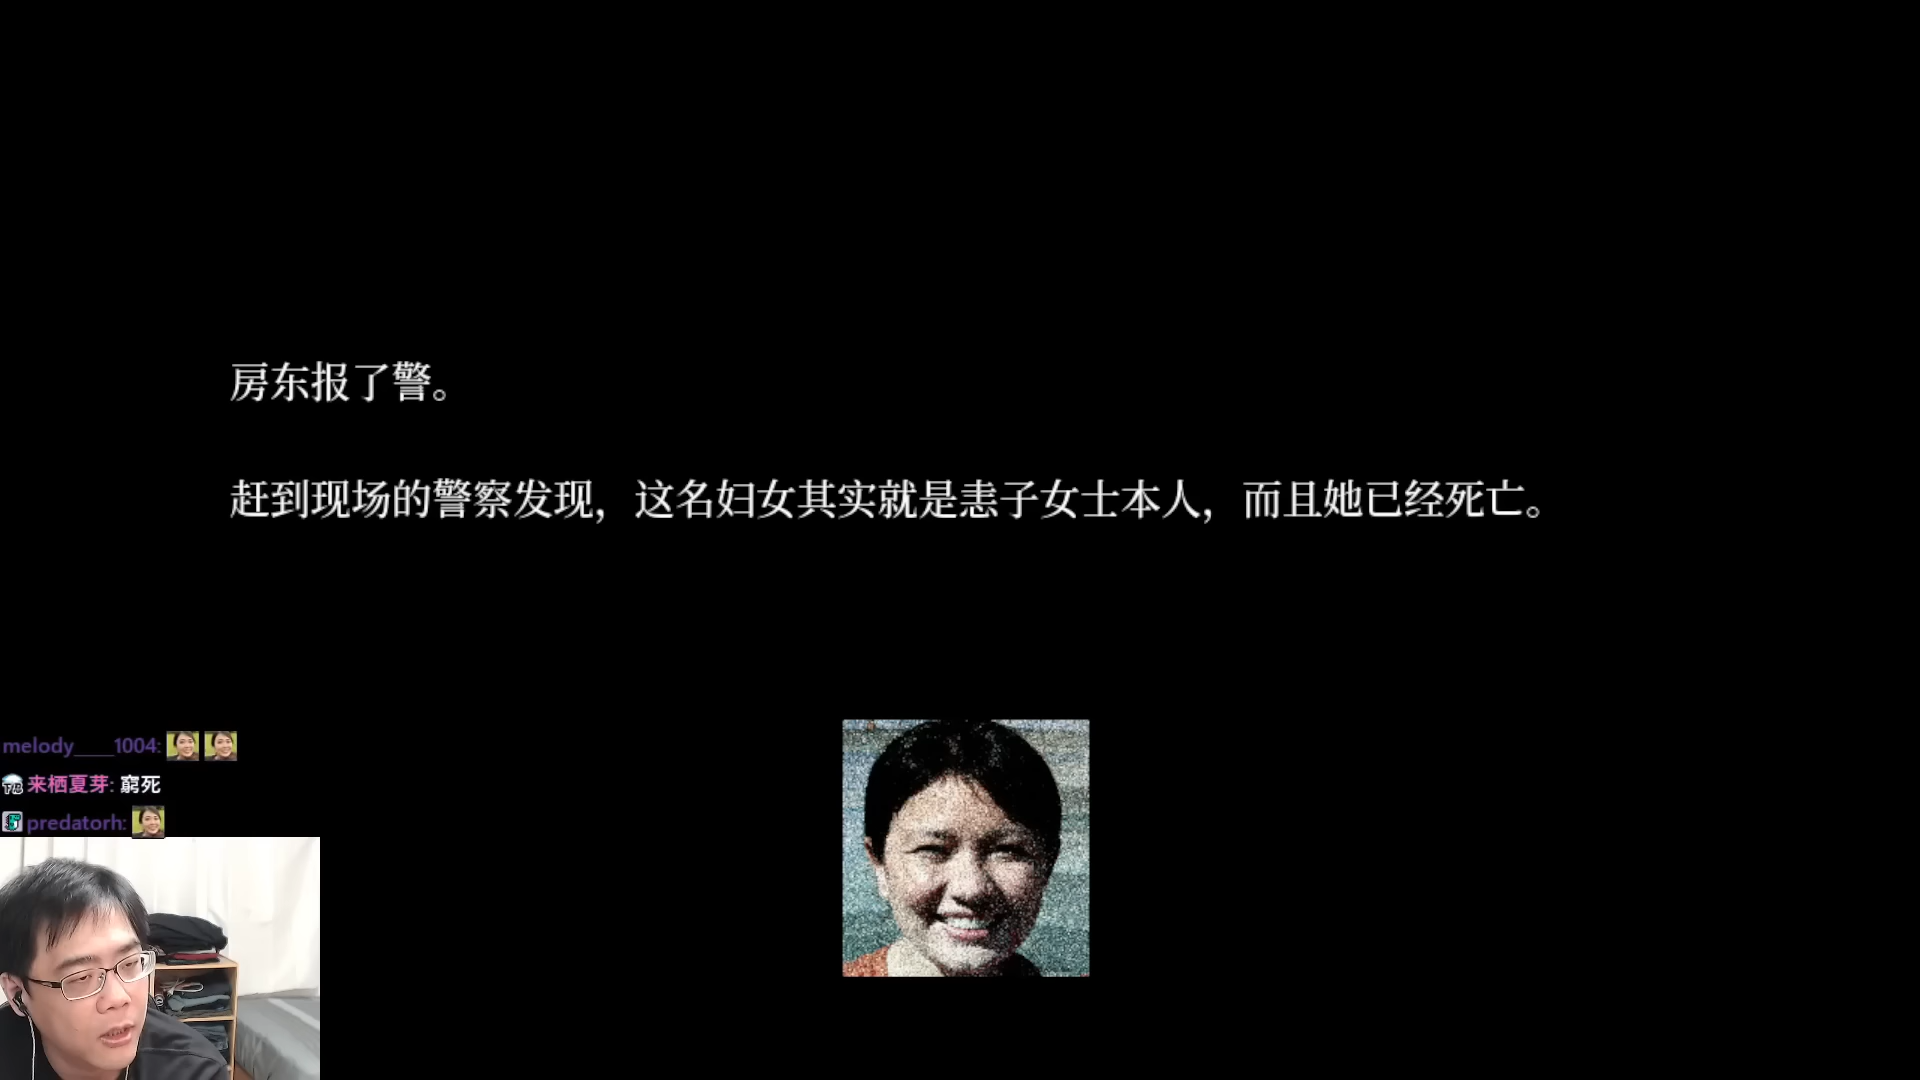 房东报了警。
赶到现场的警察发现，这名妇女其实就是恚子女士本人，而且她已经死亡。
melody___1004:
来栖夏芽: 窮死
predatorh: